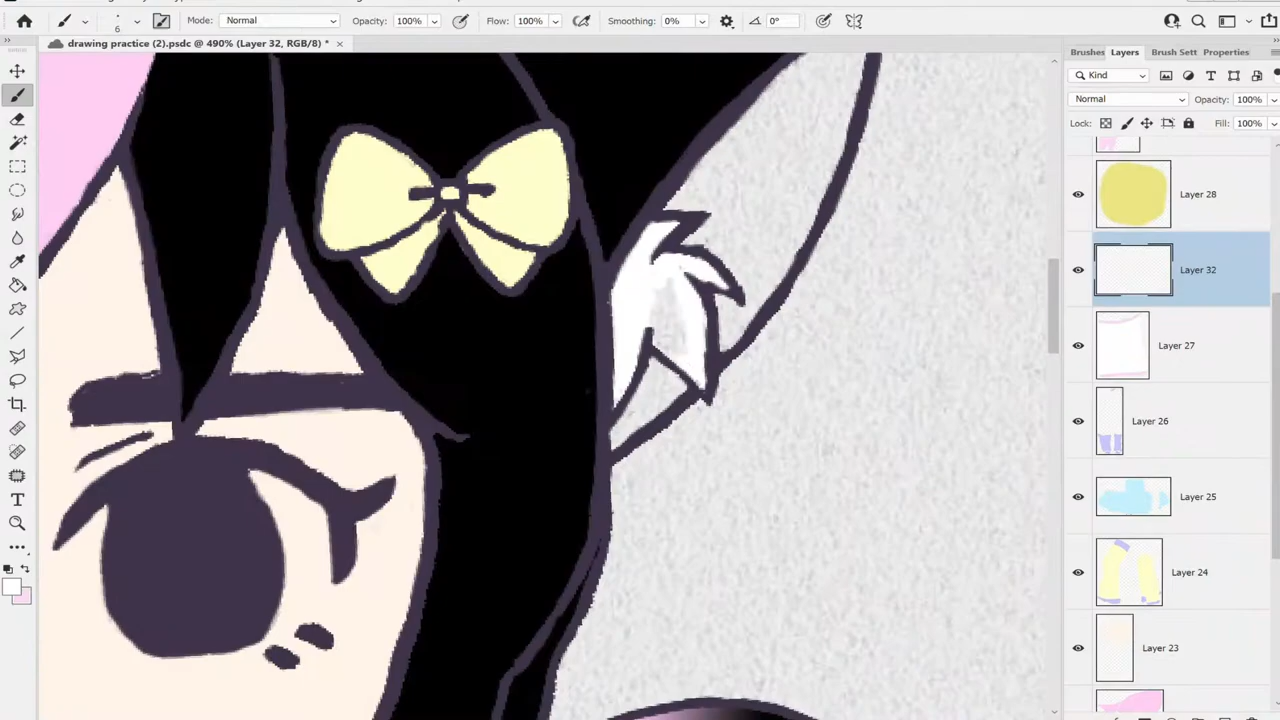 6 Mode: Normal Opacity: 100% Flow: 100% Smoothing: 0% 0°
drawing practice (2).psdc @ 490% (Layer 32, RGB/8) * ×
Brushes Layers Brush Sett Properties
Kind
Normal Opacity: 100%
Lock: Fill: 100%
Layer 28
Layer 32
Layer 27
Layer 26
Layer 25
Layer 24
Layer 23